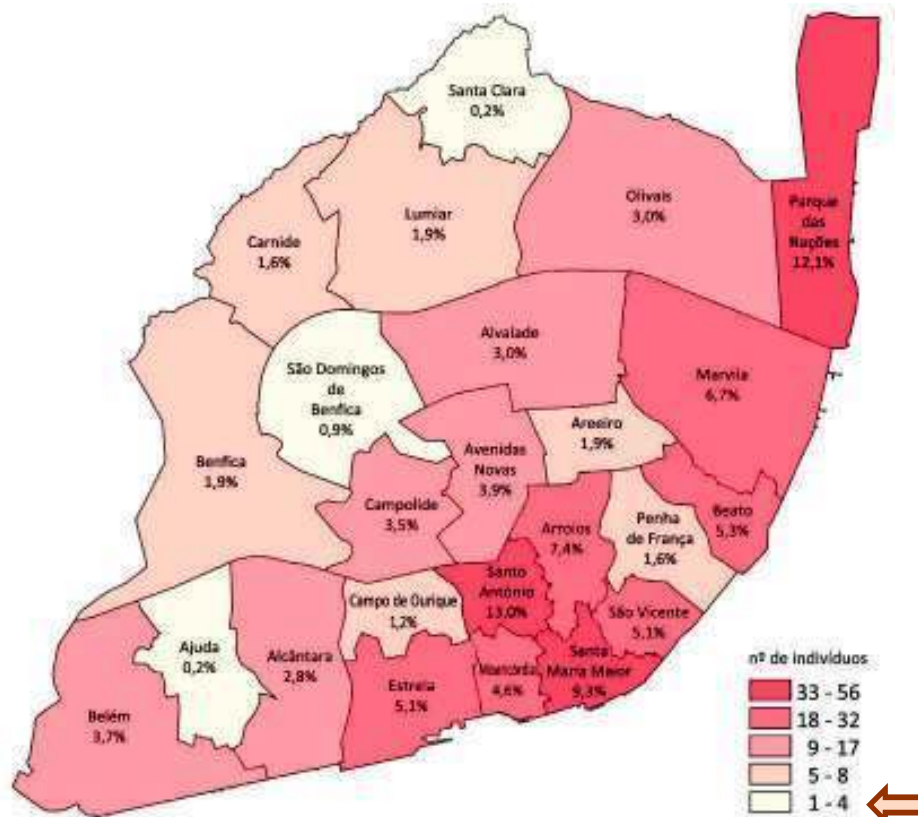 Santa Clara
0,2%
Olivais
3,0%
Parque
das
Nações
12,1%
Lumiar
1,9%
Carnide
1,6%
Alvalade
3,0%
São Domingos
de
Benfica
0,9%
Marvila
6,7%
Areeiro
1,9%
Avenidas
Novas
3,9%
Benfica
1,9%
Campolide
3,5%
Beato
5,3%
Penha
de França
1,6%
Arroios
7,4%
Santo
António
13,0%
Campo de Ourique
1,2%
São Vicente
5,1%
Ajuda
0,2%
Alcântara
2,8%
Estrela
5,1%
Misericórdia
4,6%
Santa
Maria Maior
9,3%
Belém
3,7%
nº de indivíduos
33 - 56
18 - 32
9 - 17
5 - 8
1 - 4